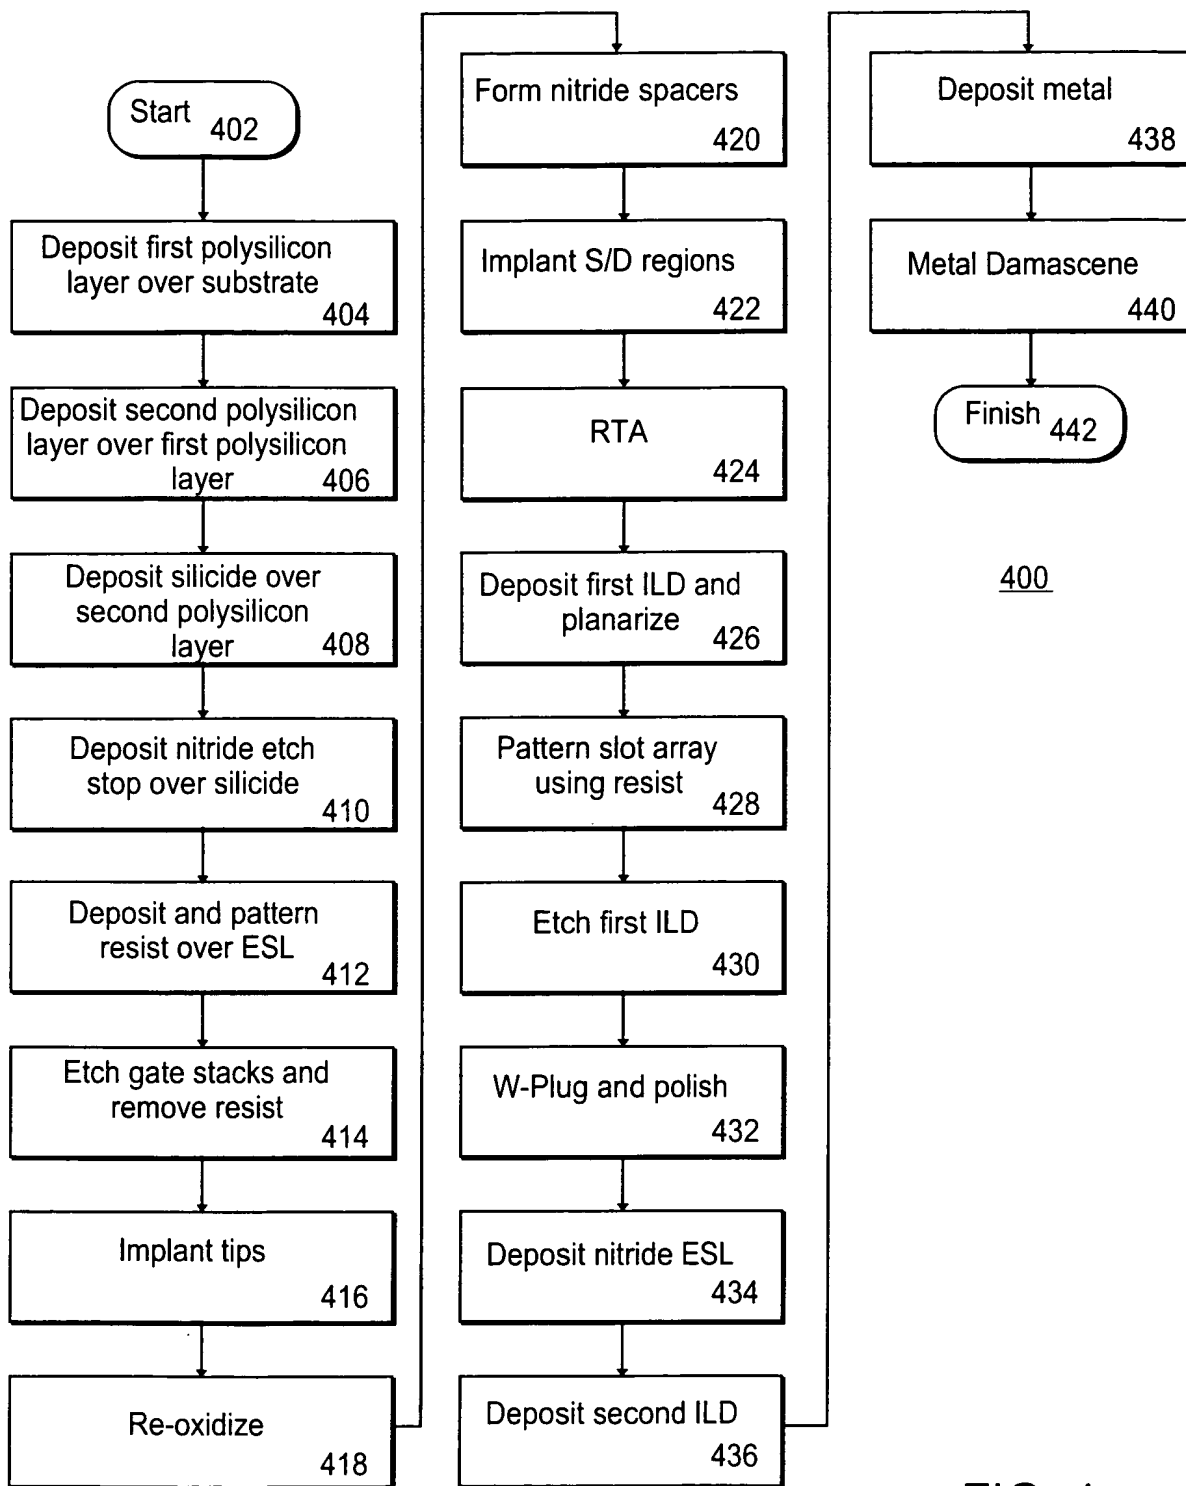 Start
402
Deposit first polysilicon
layer over substrate
404
Deposit second polysilicon
layer over first polysilicon
layer
406
Deposit silicide over
second polysilicon
layer
408
Deposit nitride etch
stop over silicide
410
Deposit and pattern
resist over ESL
412
Etch gate stacks and
remove resist
414
Implant tips
416
Re-oxidize
418
Form nitride spacers
420
Implant S/D regions
422
RTA
424
Deposit first ILD and
planarize
426
Pattern slot array
using resist
428
Etch first ILD
430
W-Plug and polish
432
Deposit nitride ESL
434
Deposit second ILD
436
Deposit metal
438
Metal Damascene
440
Finish
442
400